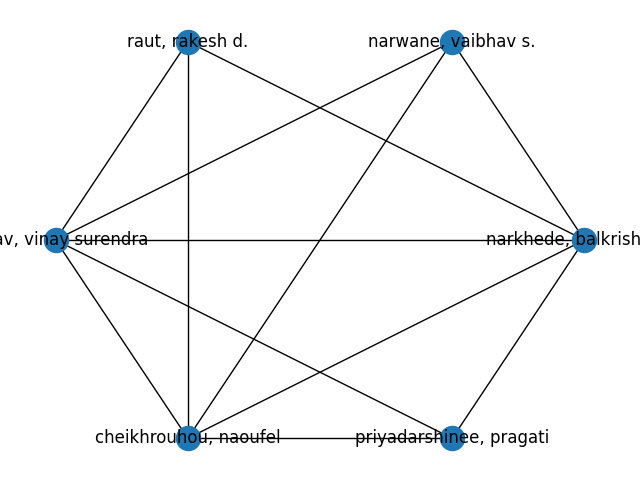 raut, rakesh d.
narwane, vaibhav s.
av, vinay surendra
narkhede, balkrish
cheikhrouhou, naoufel
priyadarshinee, pragati